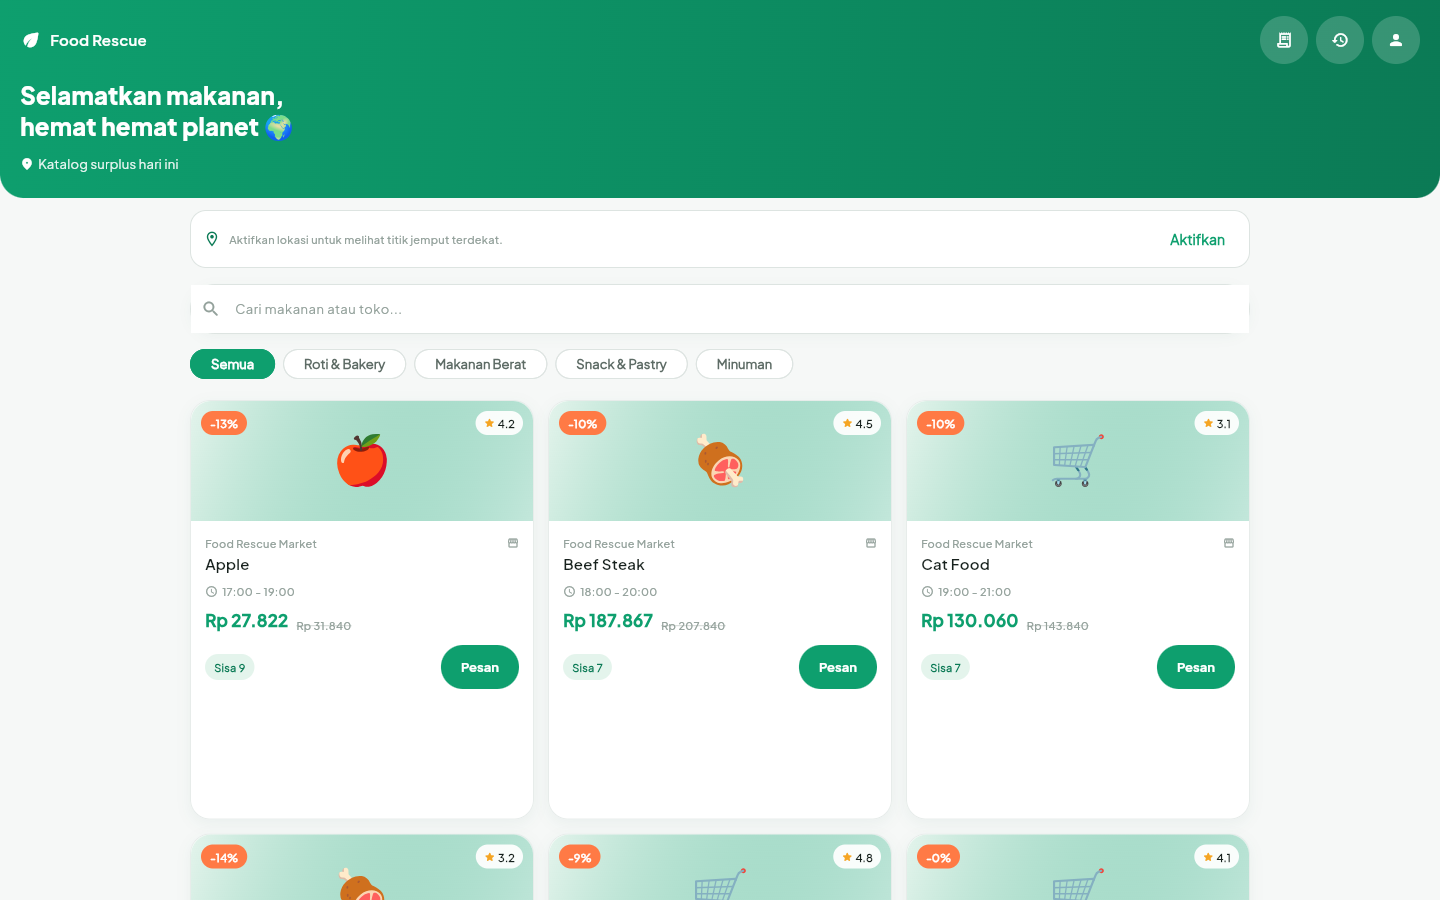 Food Rescue
Selamatkan makanan,
hemat hemat planet
Katalog surplus hari ini
Aktifkan lokasi untuk melihat titik jemput terdekat.
Aktifkan
Cari makanan atau toko...
Semua
Roti & Bakery
Makanan Berat
Snack & Pastry
Minuman
-13%
4.2
Food Rescue Market
Apple
17:00 - 19:00
Rp 27.822 Rp 31.840
Sisa 9
Pesan
-10%
4.5
Food Rescue Market
Beef Steak
18:00 - 20:00
Rp 187.867 Rp 207.840
Sisa 7
Pesan
-10%
3.1
Food Rescue Market
Cat Food
19:00 - 21:00
Rp 130.060 Rp 143.840
Sisa 7
Pesan
-14%
3.2
-9%
4.8
-0%
4.1